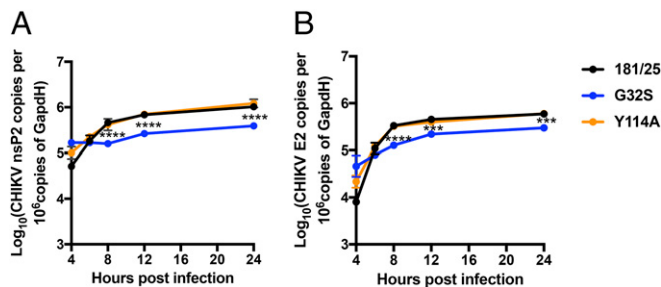 A
Log10(CHIKV nsP2 copies per
10^6copies of GapdH)
7
6
5
4
3
****
****
****
4 8 12 16 20 24
Hours post infection
B
Log10(CHIKV E2 copies per
10^6copies of GapdH)
7
6
5
4
3
****
***
***
4 8 12 16 20 24
Hours post infection
181/25
G32S
Y114A